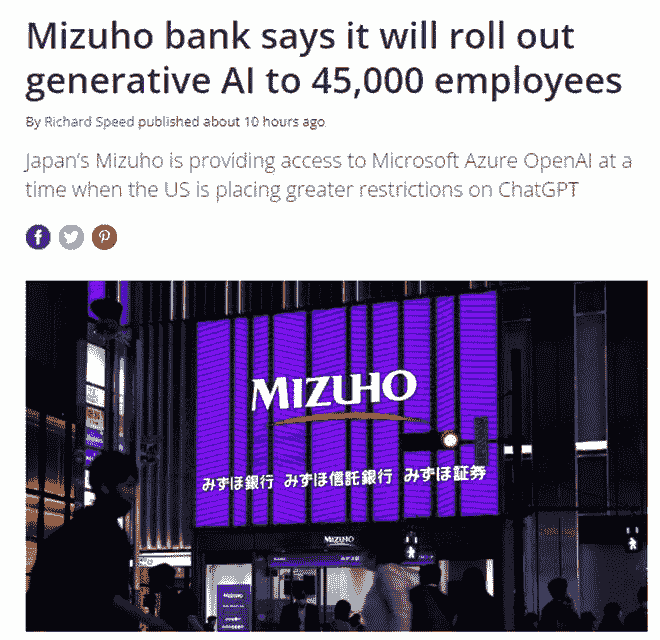 Mizuho bank says it will roll out
generative AI to 45,000 employees
By Richard Speed published about 10 hours ago
Japan's Mizuho is providing access to Microsoft Azure OpenAI at a
time when the US is placing greater restrictions on ChatGPT
MIZUHO
みずほ銀行 みずほ信託銀行 みずほ証券
MIZUHO